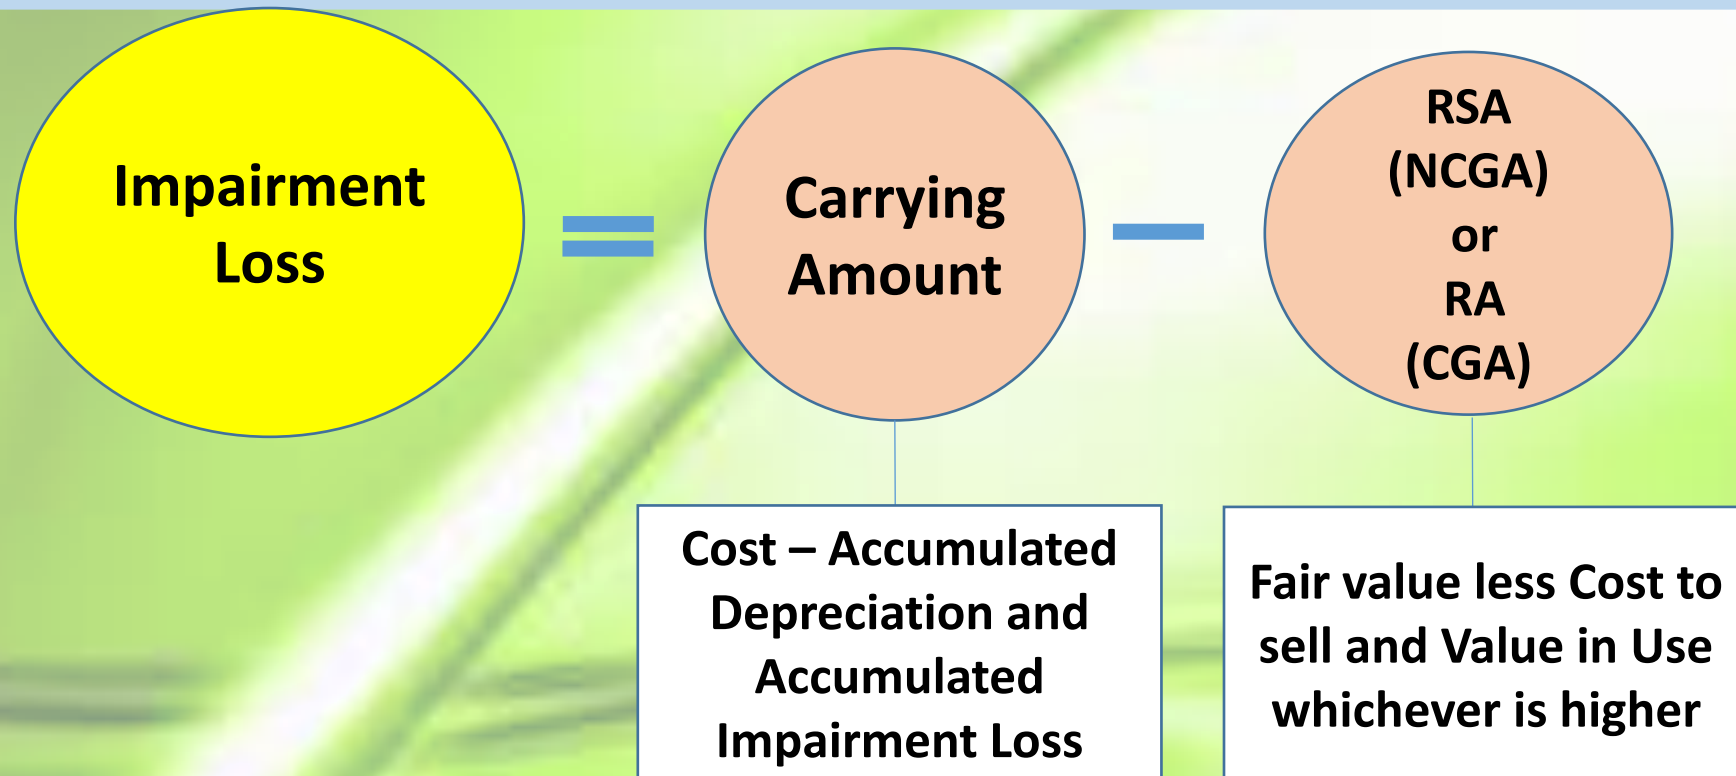 Impairment
Loss
Carrying
Amount
RSA
(NCGA)
or
RA
(CGA)
Cost – Accumulated
Depreciation and
Accumulated
Impairment Loss
Fair value less Cost to
sell and Value in Use
whichever is higher